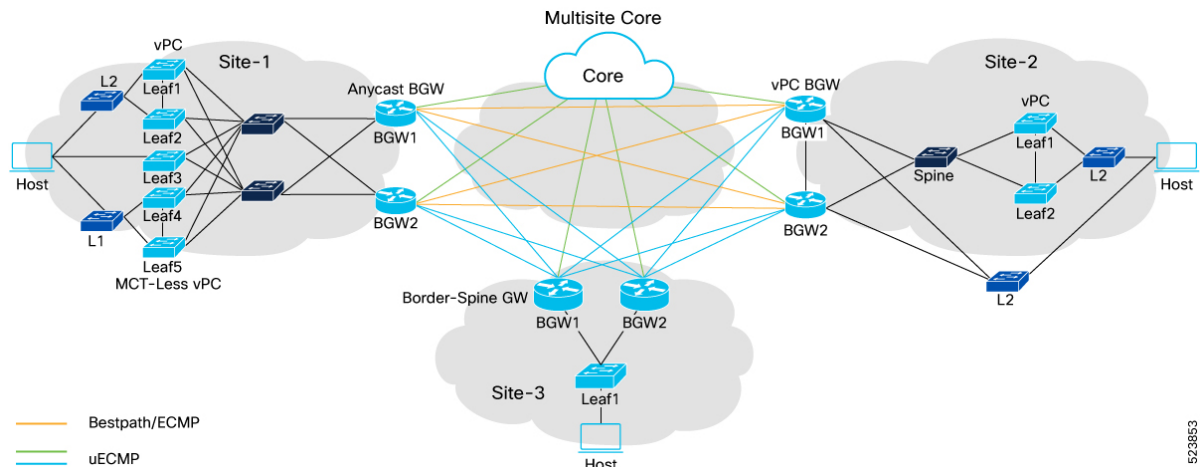 Multisite Core
Core
vPC
Site-1
L2
Leaf1
Leaf2
Leaf3
Leaf4
Leaf5
Host
L1
MCT-Less vPC
Anycast BGW
BGW1
BGW2
vPC BGW
BGW1
BGW2
Site-2
vPC
Leaf1
Spine
L2
Leaf2
Host
L2
Border-Spine GW
BGW1
BGW2
Site-3
Leaf1
Host
Bestpath/ECMP
uECMP
523853